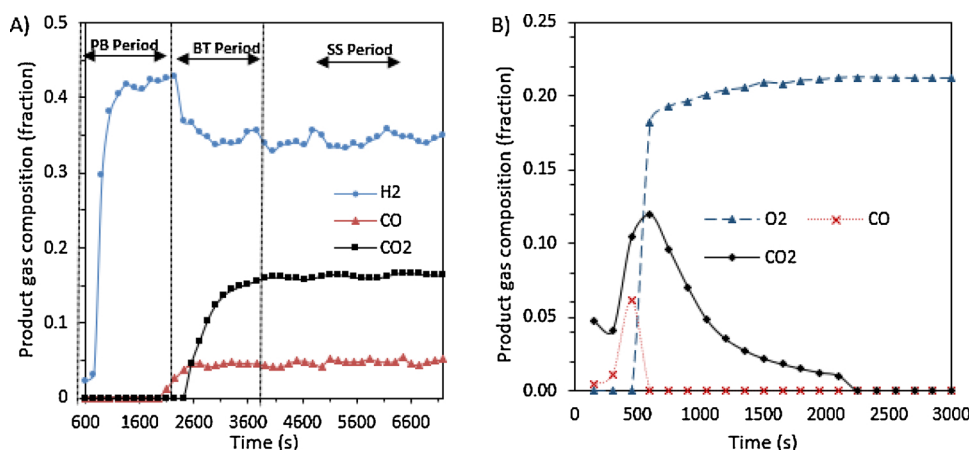 A)
Product gas composition (fraction)
0.5
0.4
0.3
0.2
0.1
0
PB Period
BT Period
SS Period
H2
CO
CO2
600 1600 2600 3600 4600 5600 6600
Time (s)
B)
Product gas composition (fraction)
0.25
0.20
0.15
0.10
0.05
0.00
O2
CO
CO2
0 500 1000 1500 2000 2500 3000
Time (s)